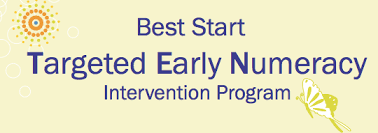 Best Start
Targeted Early Numeracy
Intervention Program